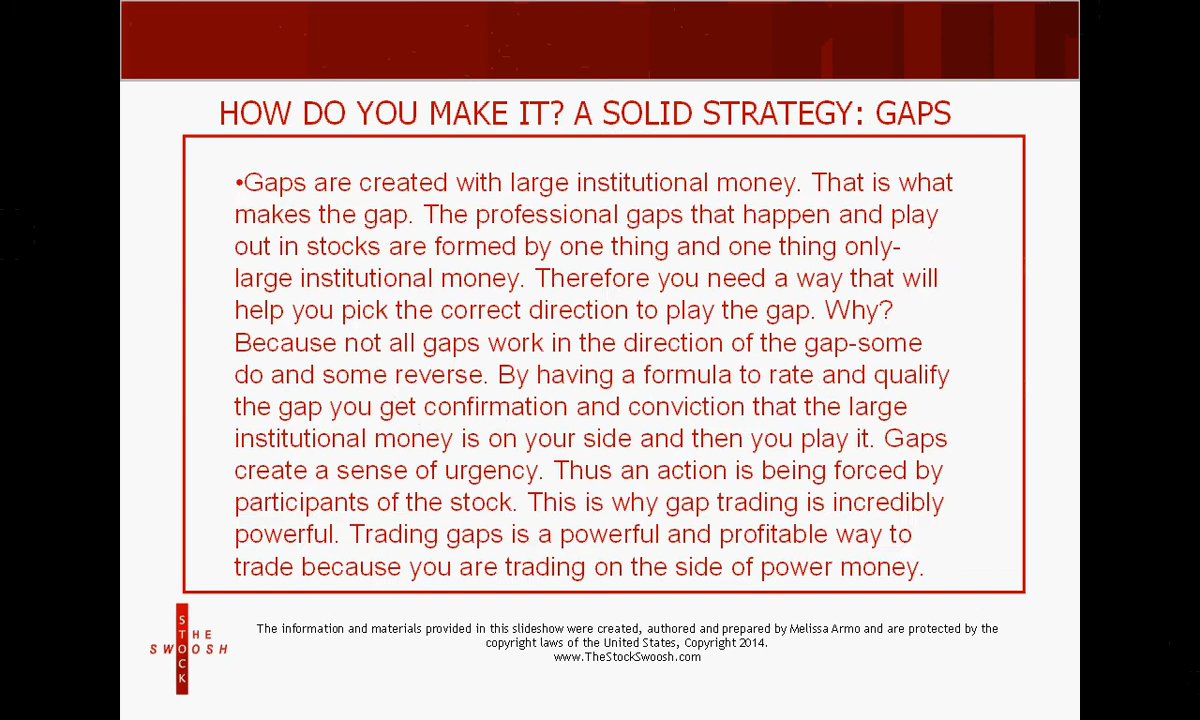 HOW DO YOU MAKE IT? A SOLID STRATEGY: GAPS
•Gaps are created with large institutional money. That is what
makes the gap. The professional gaps that happen and play
out in stocks are formed by one thing and one thing only-
large institutional money. Therefore you need a way that will
help you pick the correct direction to play the gap. Why?
Because not all gaps work in the direction of the gap-some
do and some reverse. By having a formula to rate and qualify
the gap you get confirmation and conviction that the large
institutional money is on your side and then you play it. Gaps
create a sense of urgency. Thus an action is being forced by
participants of the stock. This is why gap trading is incredibly
powerful. Trading gaps is a powerful and profitable way to
trade because you are trading on the side of power money.
THE
STOCK
SWOOSH
The information and materials provided in this slideshow were created, authored and prepared by Melissa Armo and are protected by the
copyright laws of the United States, Copyright 2014.
www.TheStockSwoosh.com